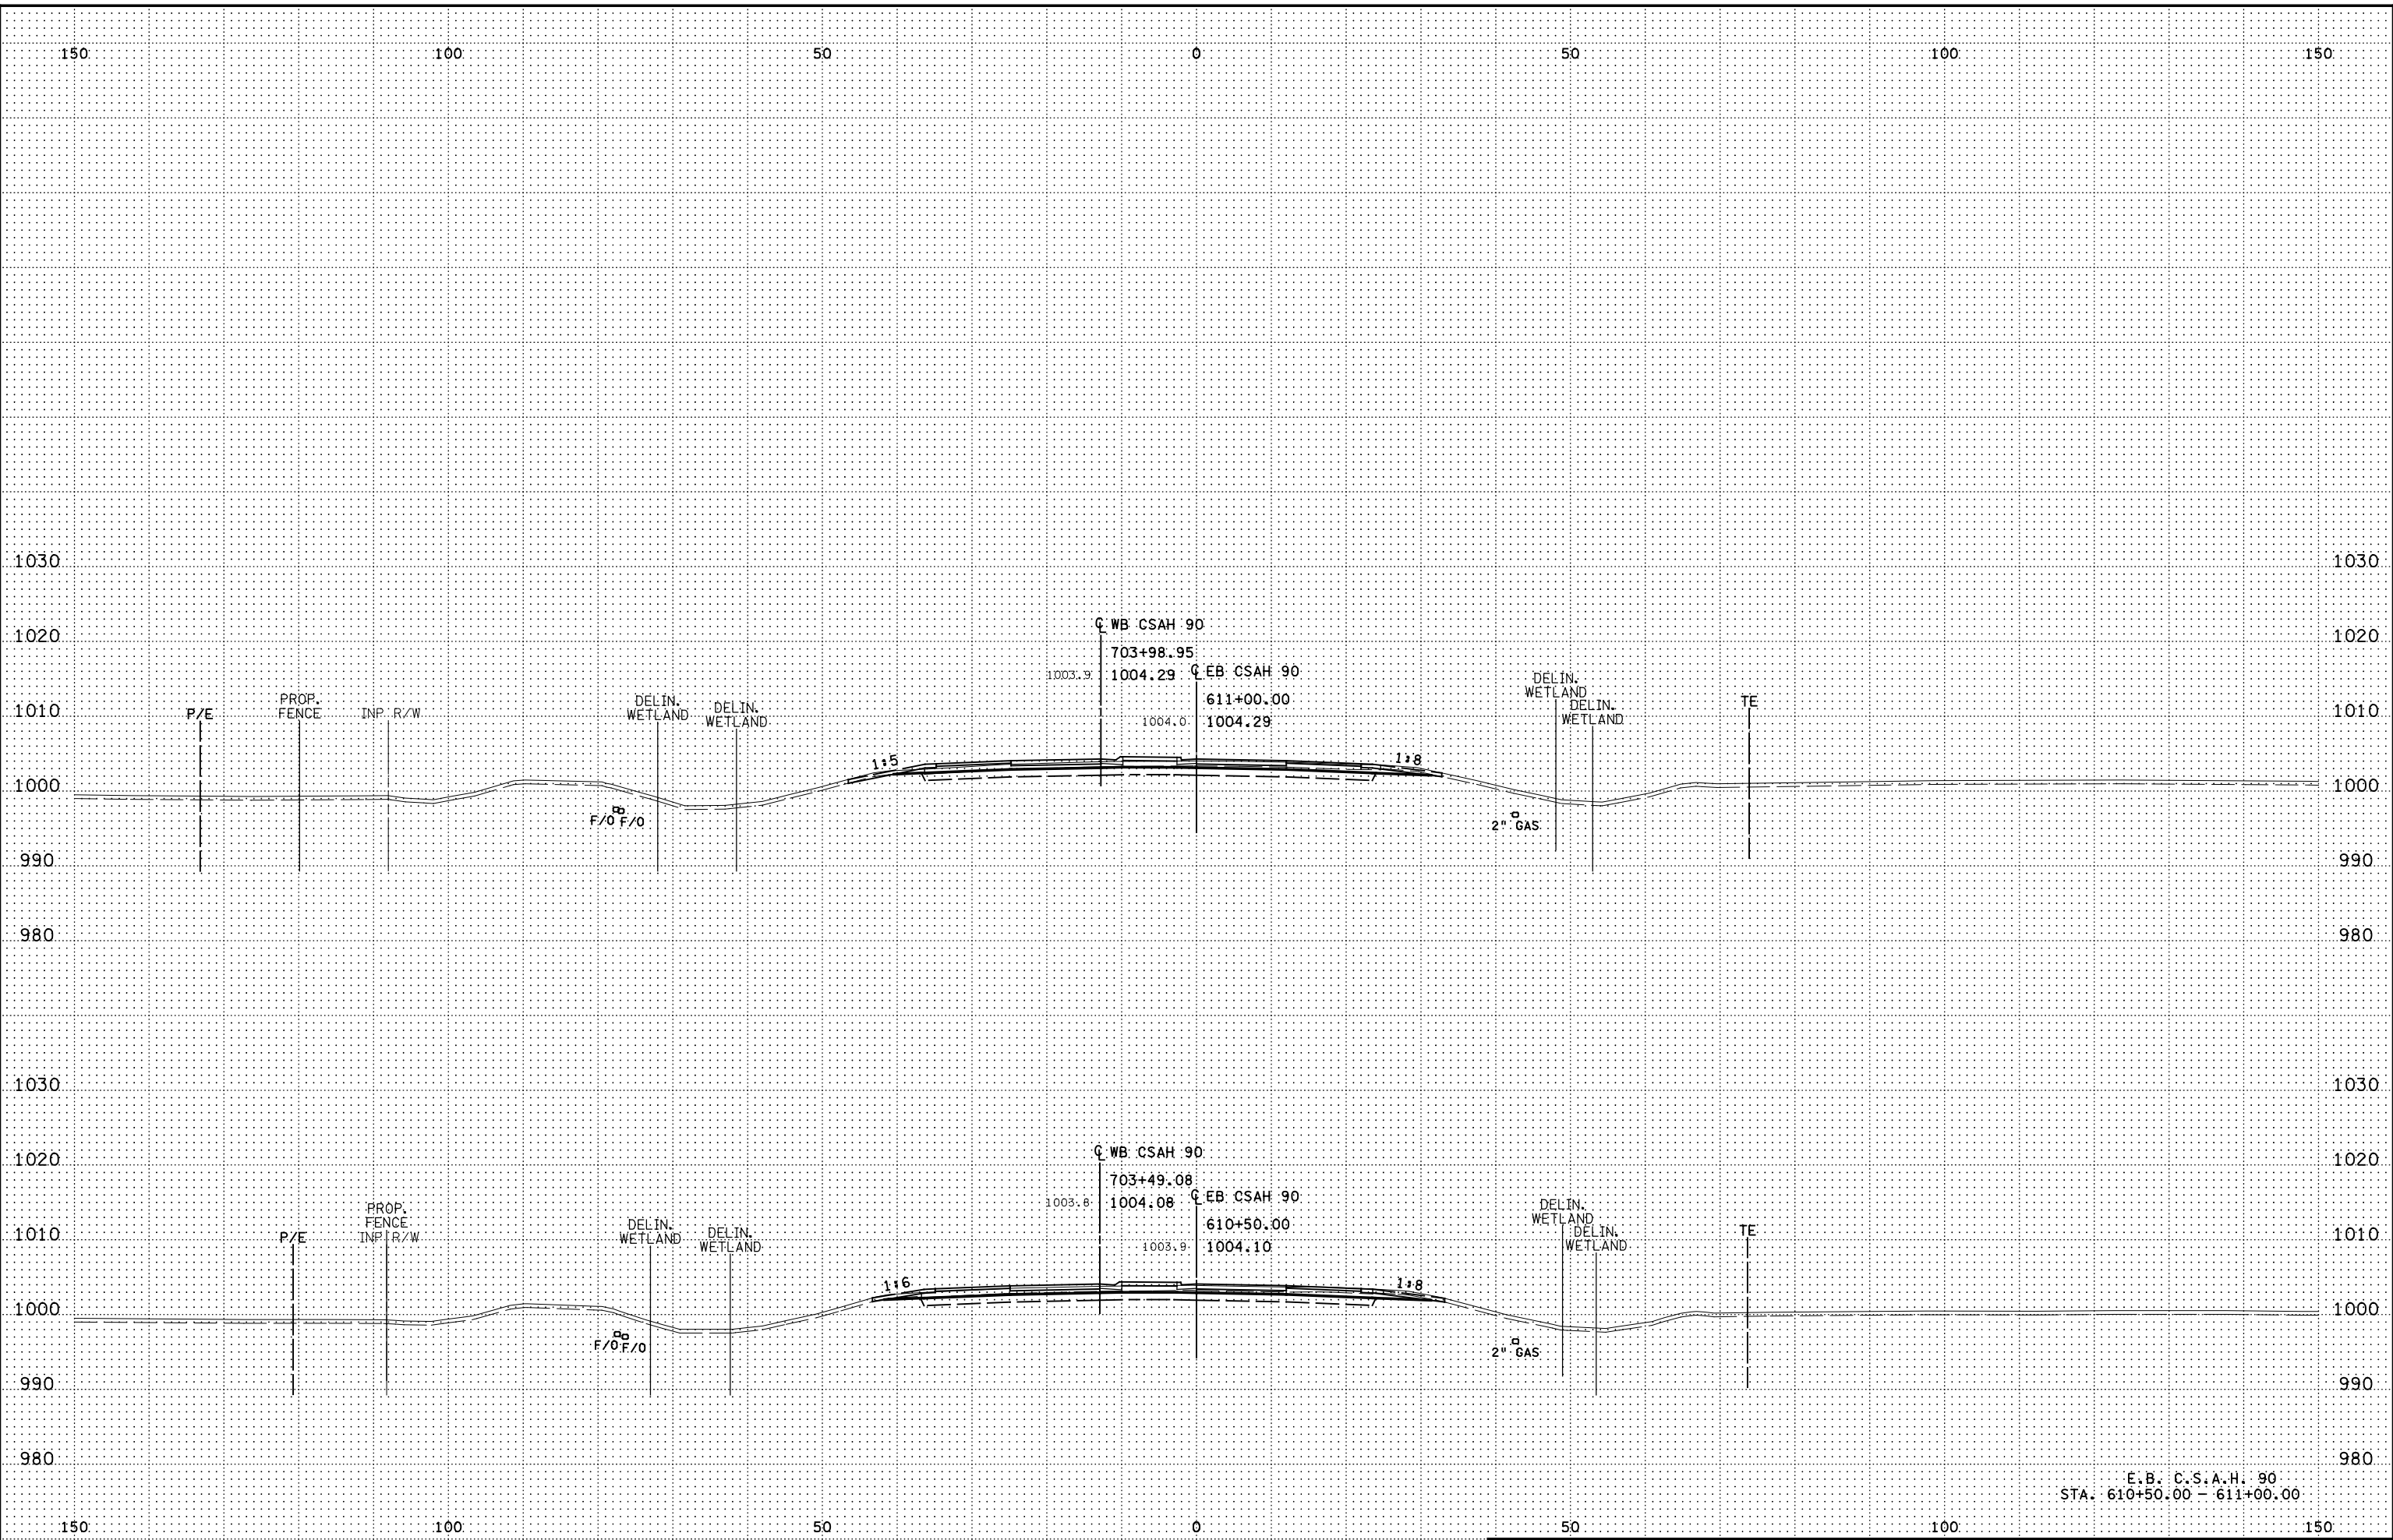 150 100 50 0 50 100 150
1030 1030
1020 1020
℄ WB CSAH 90
703+98.95
1003.9 1004.29
℄ EB CSAH 90
611+00.00
1004.0 1004.29
1010 1010
P/E
PROP.
FENCE
INP R/W
DELIN.
WETLAND
DELIN.
WETLAND
DELIN.
WETLAND
DELIN.
WETLAND
TE
1:5
1:8
1000 1000
F/O F/O
2" GAS
990 990
980 980
1030 1030
1020 1020
℄ WB CSAH 90
703+49.08
1003.8 1004.08
℄ EB CSAH 90
610+50.00
1003.9 1004.10
1010 1010
P/E
PROP.
FENCE
INP R/W
DELIN.
WETLAND
DELIN.
WETLAND
DELIN.
WETLAND
DELIN.
WETLAND
TE
1:6
1:8
1000 1000
F/O F/O
2" GAS
990 990
980 980
E.B. C.S.A.H. 90
STA. 610+50.00 - 611+00.00
150 100 50 0 50 100 150